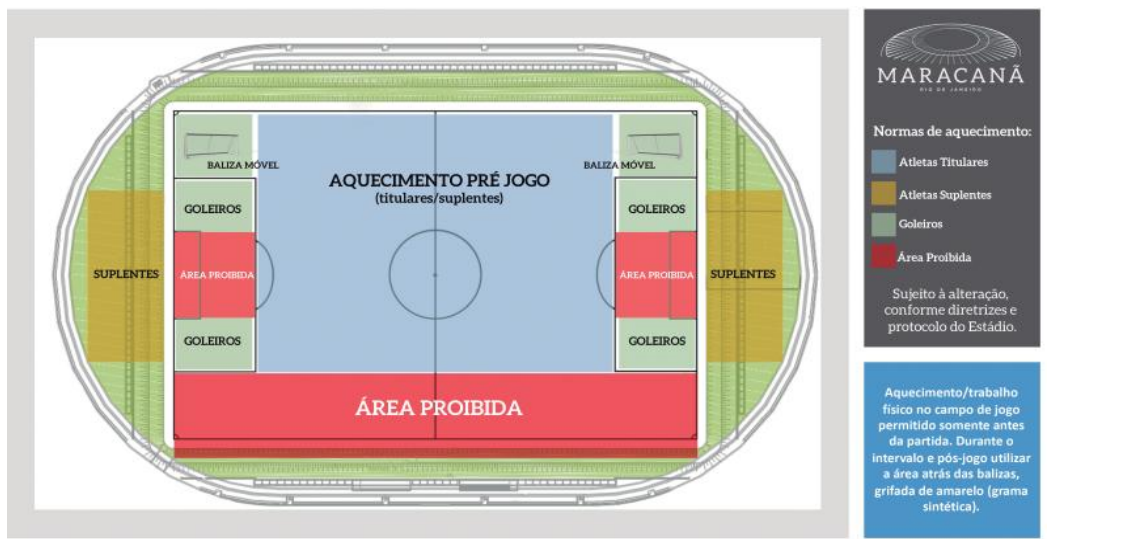 BALIZA MÓVEL
BALIZA MÓVEL
AQUECIMENTO PRÉ JOGO
(titulares/suplentes)
GOLEIROS
GOLEIROS
SUPLENTES
ÁREA PROIBIDA
ÁREA PROIBIDA
SUPLENTES
GOLEIROS
GOLEIROS
ÁREA PROIBIDA
MARACANÃ
RIO DE JANEIRO
Normas de aquecimento:
Atletas Titulares
Atletas Suplentes
Goleiros
Área Proibida
Sujeito à alteração,
conforme diretrizes e
protocolo do Estádio.
Aquecimento/trabalho
físico no campo de jogo
permitido somente antes
da partida. Durante o
intervalo e pós-jogo utilizar
a área atrás das balizas,
grifada de amarelo (grama
sintética).